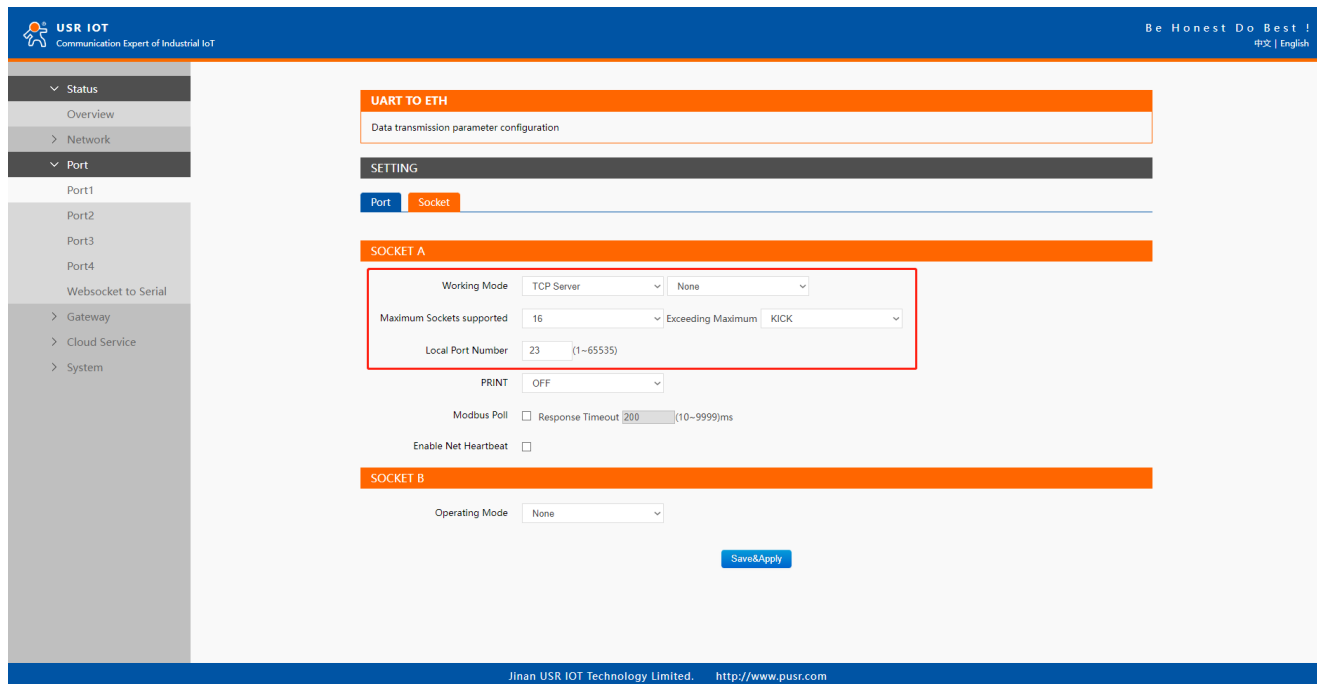 USR IOT
Communication Expert of Industrial IoT
Be Honest Do Best !
中文 | English
Status
Overview
Network
Port
Port1
Port2
Port3
Port4
Websocket to Serial
Gateway
Cloud Service
System
UART TO ETH
Data transmission parameter configuration
SETTING
Port Socket
SOCKET A
Working Mode TCP Server None
Maximum Sockets supported 16 Exceeding Maximum KICK
Local Port Number 23 (1~65535)
PRINT OFF
Modbus Poll Response Timeout 200 (10~9999)ms
Enable Net Heartbeat
SOCKET B
Operating Mode None
Save&Apply
Jinan USR IOT Technology Limited. http://www.pusr.com